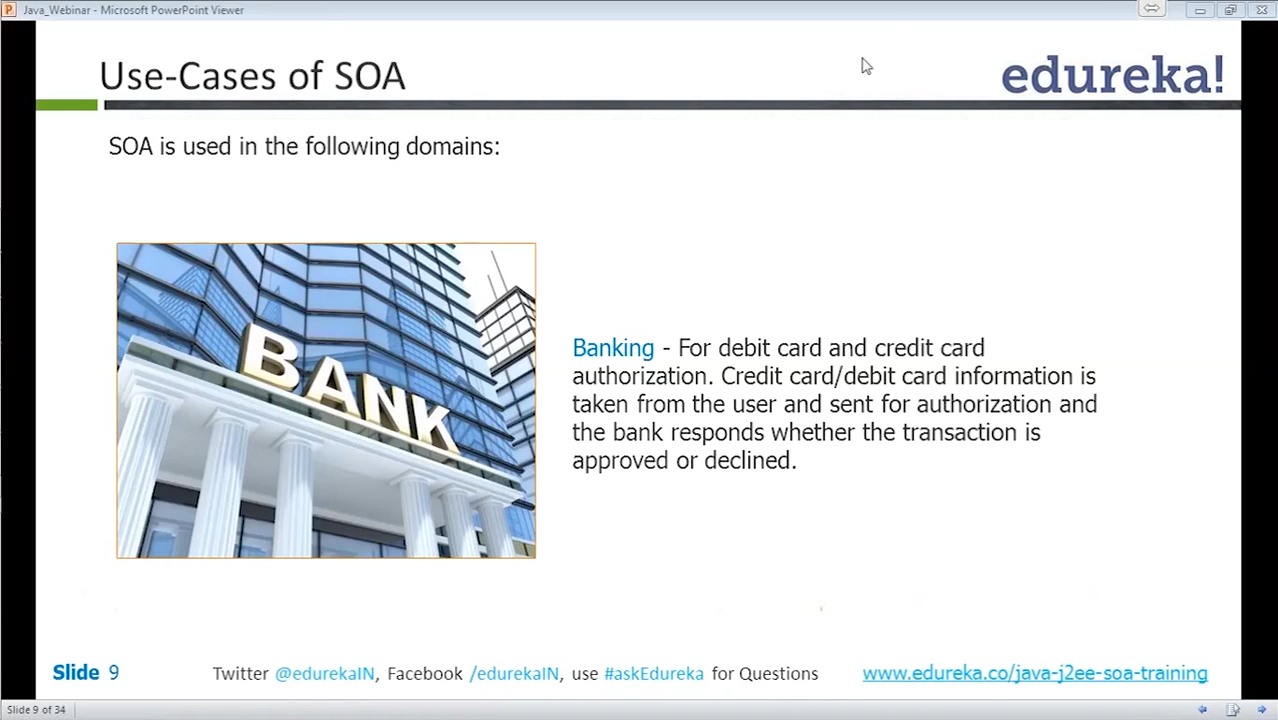 Java_Webinar - Microsoft PowerPoint Viewer
Use-Cases of SOA
edureka!
SOA is used in the following domains:
BANK
Banking - For debit card and credit card
authorization. Credit card/debit card information is
taken from the user and sent for authorization and
the bank responds whether the transaction is
approved or declined.
Slide 9
Twitter @edurekaIN, Facebook /edurekaIN, use #askEdureka for Questions
www.edureka.co/java-j2ee-soa-training
Slide 9 of 34